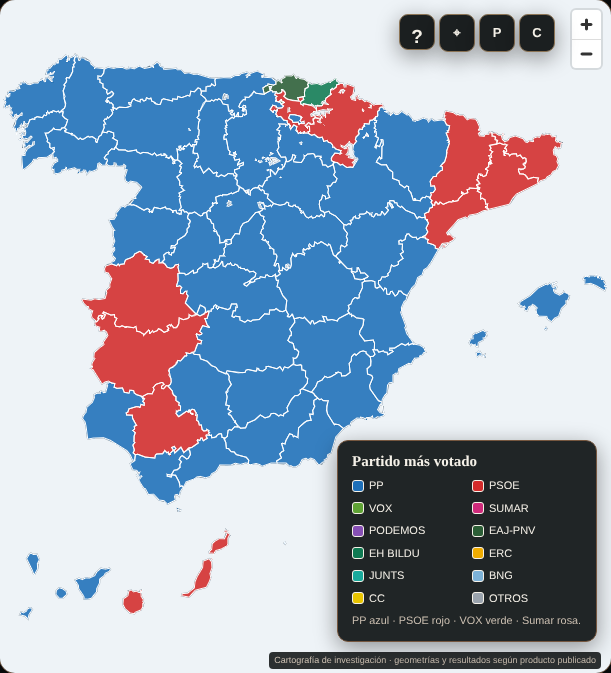 ? ⌖ P C +
−
Partido más votado
PP PSOE
VOX SUMAR
PODEMOS EAJ-PNV
EH BILDU ERC
JUNTS BNG
CC OTROS
PP azul · PSOE rojo · VOX verde · Sumar rosa.
Cartografía de investigación · geometrías y resultados según producto publicado